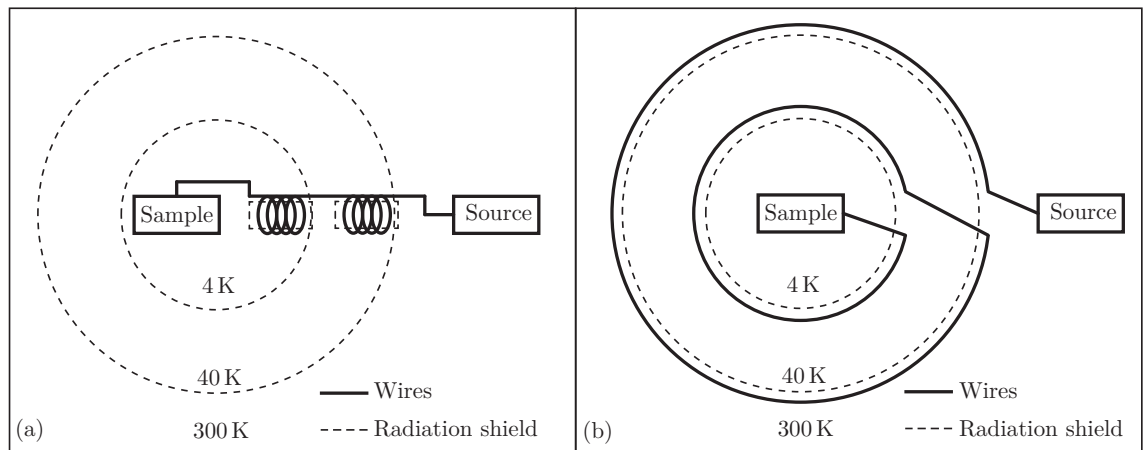 Sample
Source
4 K
40 K
Wires
(a)
300 K
Radiation shield
Sample
Source
4 K
40 K
Wires
(b)
300 K
Radiation shield